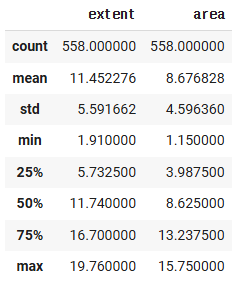 extent area
count 558.000000 558.000000
mean 11.452276 8.676828
std 5.591662 4.596360
min 1.910000 1.150000
25% 5.732500 3.987500
50% 11.740000 8.625000
75% 16.700000 13.237500
max 19.760000 15.750000